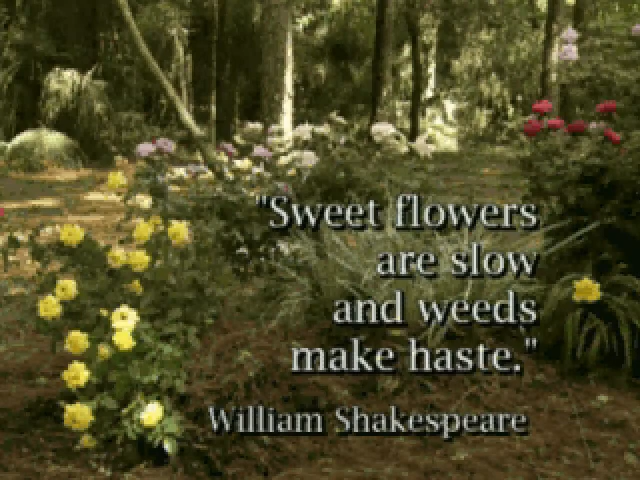 "Sweet flowers
are slow
and weeds
make haste."
William Shakespeare